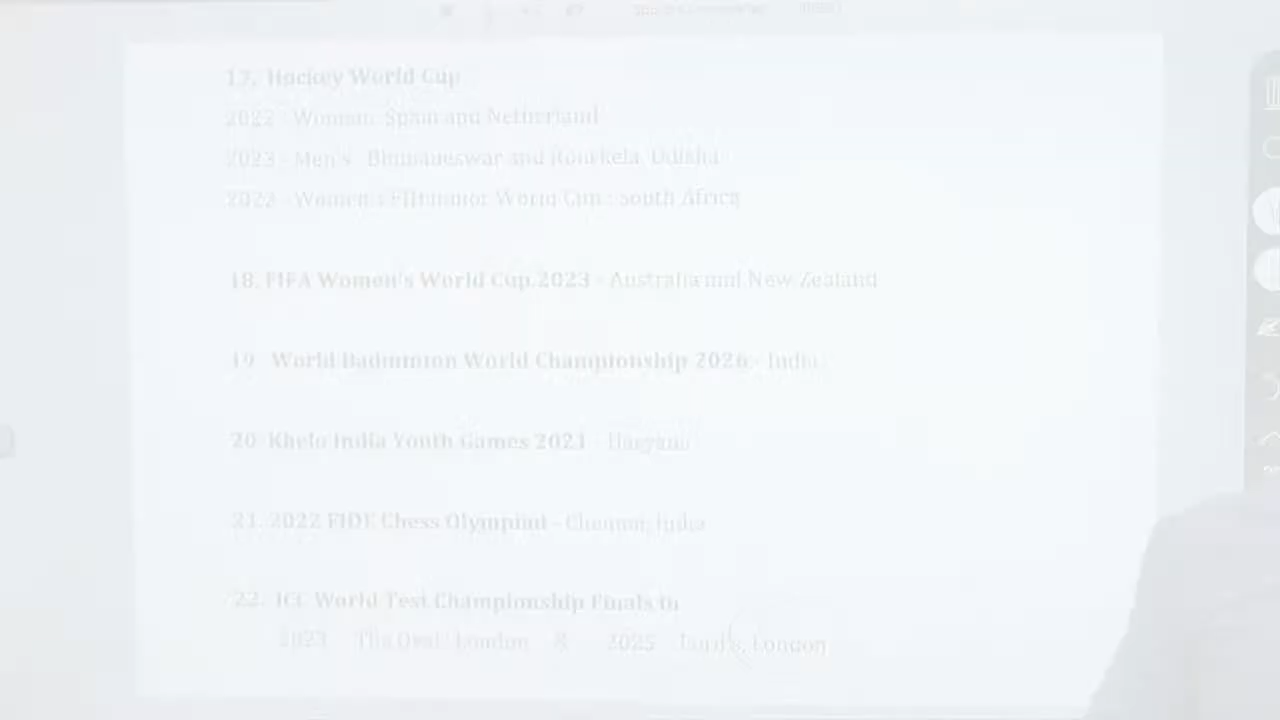 17. Hockey World Cup
2022 - Women: Spain and Netherland
2023 - Men's - Bhubaneswar and Rourkela, Odisha
- Women's World Cup : South Africa
18. FIFA Women's World Cup 2023 - Australia and New Zealand
19. World Badminton World Championship 2026 - India
20. Khelo India Youth Games 2021 - Haryana
21. 2022 FIDE Chess Olympiad - Chennai, India
22. ICC World Test Championship Finals in
2023 The Oval, London & 2025 Lord's, London